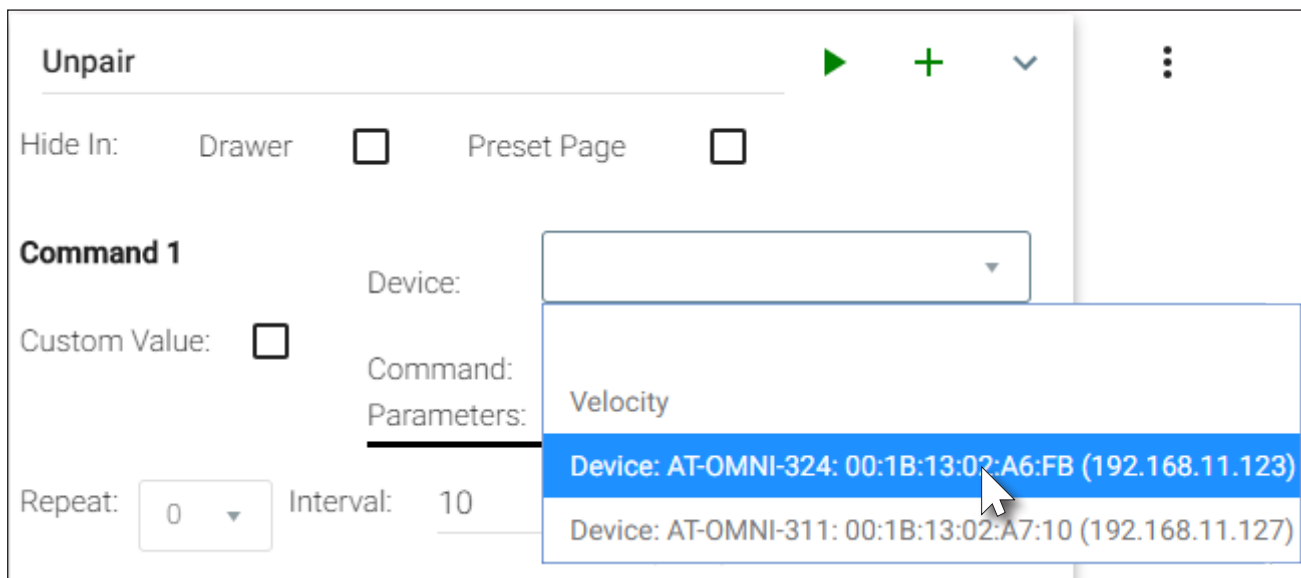 Unpair
Hide In: Drawer Preset Page
Command 1
Device:
Custom Value:
Command:
Parameters:
Velocity
Device: AT-OMNI-324: 00:1B:13:02:A6:FB (192.168.11.123)
Device: AT-OMNI-311: 00:1B:13:02:A7:10 (192.168.11.127)
Repeat: 0 Interval: 10